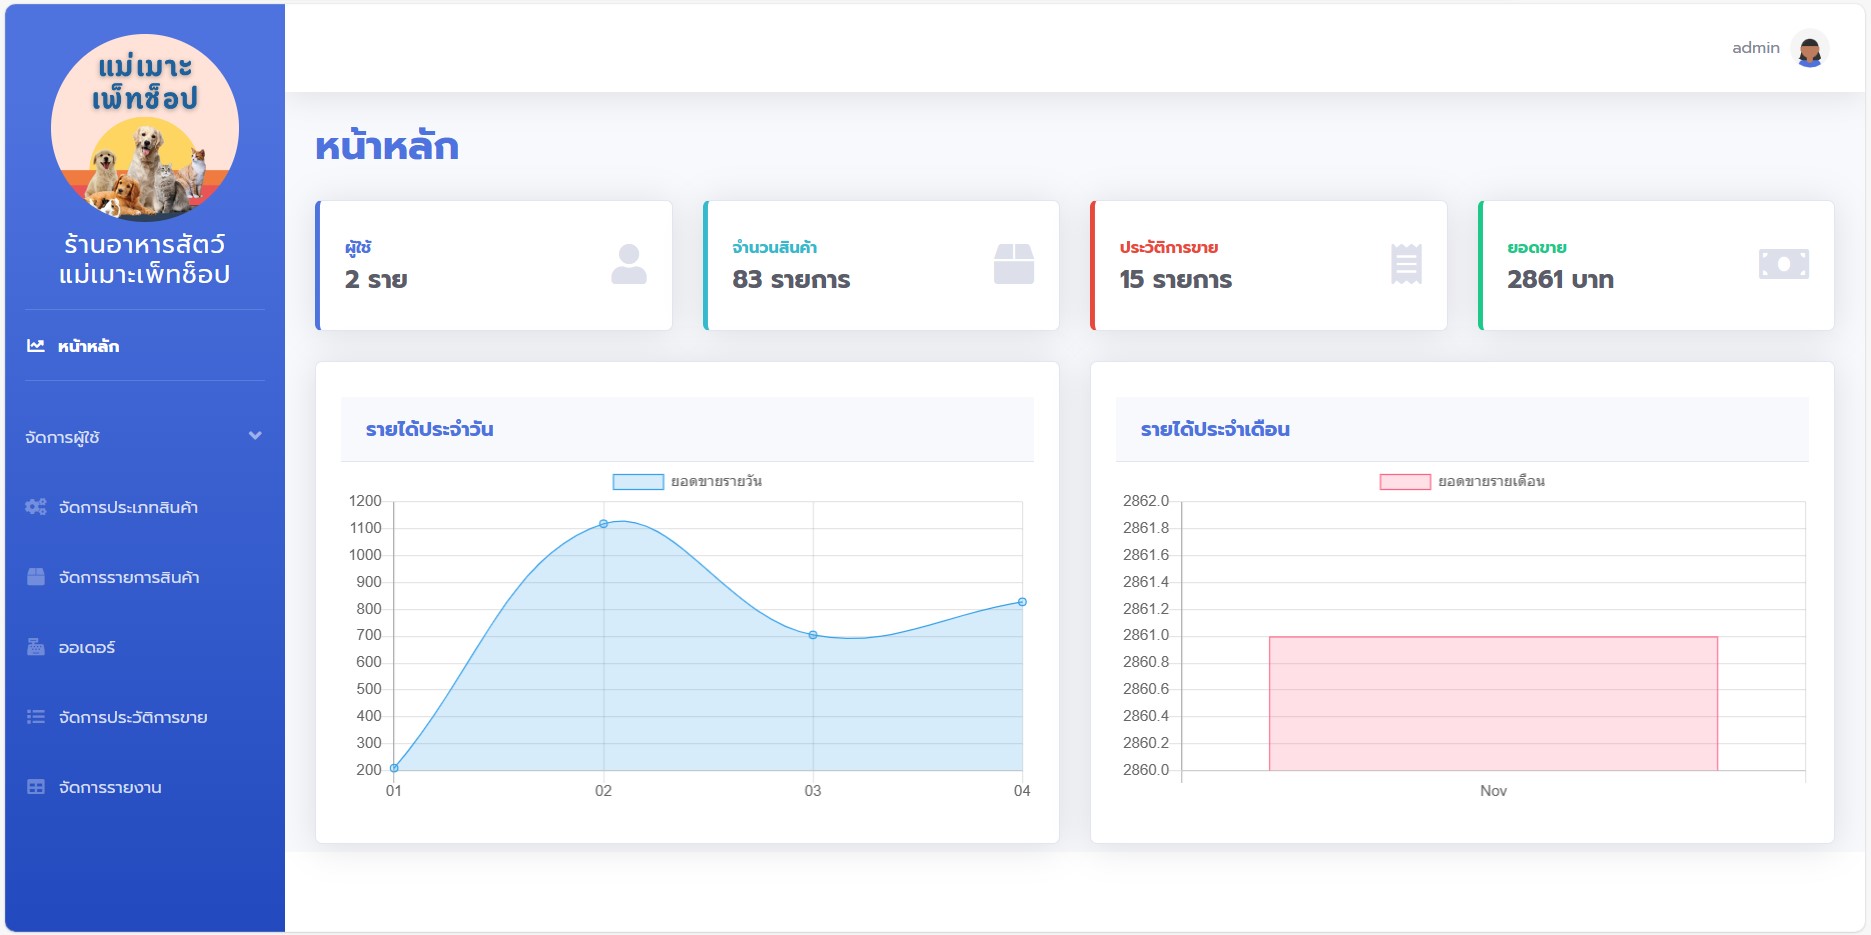 แม่เมาะ
เพ็ทช็อป
ร้านอาหารสัตว์
แม่เมาะเพ็ทช็อป
หน้าหลัก
จัดการผู้ใช้
จัดการประเภทสินค้า
จัดการรายการสินค้า
ออเดอร์
จัดการประวัติการขาย
จัดการรายงาน
admin
หน้าหลัก
ผู้ใช้
2 ราย
จำนวนสินค้า
83 รายการ
ประวัติการขาย
15 รายการ
ยอดขาย
2861 บาท
รายได้ประจำวัน
ยอดขายรายวัน
1200
1100
1000
900
800
700
600
500
400
300
200
01 02 03 04
รายได้ประจำเดือน
ยอดขายรายเดือน
2862.0
2861.8
2861.6
2861.4
2861.2
2861.0
2860.8
2860.6
2860.4
2860.2
2860.0
Nov